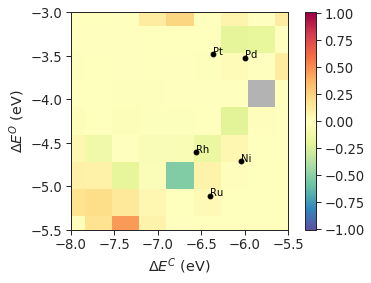 −3.0
−3.5
−4.0
−4.5
−5.0
−5.5
ΔE^O (eV)
Pt
Pd
Rh
Ni
Ru
−8.0 −7.5 −7.0 −6.5 −6.0 −5.5
ΔE^C (eV)
1.00
0.75
0.50
0.25
0.00
−0.25
−0.50
−0.75
−1.00